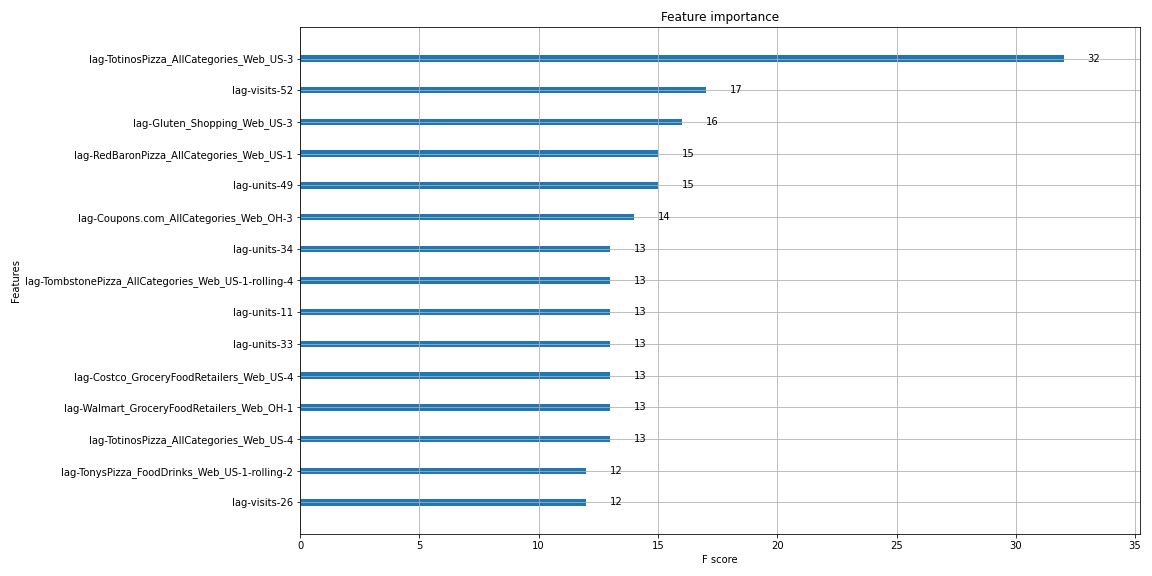 Feature importance
lag-TotinosPizza_AllCategories_Web_US-3 32
lag-visits-52 17
lag-Gluten_Shopping_Web_US-3 16
lag-RedBaronPizza_AllCategories_Web_US-1 15
lag-units-49 15
lag-Coupons.com_AllCategories_Web_OH-3 14
lag-units-34 13
lag-TombstonePizza_AllCategories_Web_US-1-rolling-4 13
lag-units-11 13
lag-units-33 13
lag-Costco_GroceryFoodRetailers_Web_US-4 13
lag-Walmart_GroceryFoodRetailers_Web_OH-1 13
lag-TotinosPizza_AllCategories_Web_US-4 13
lag-TonysPizza_FoodDrinks_Web_US-1-rolling-2 12
lag-visits-26 12
Features
0 5 10 15 20 25 30 35
F score